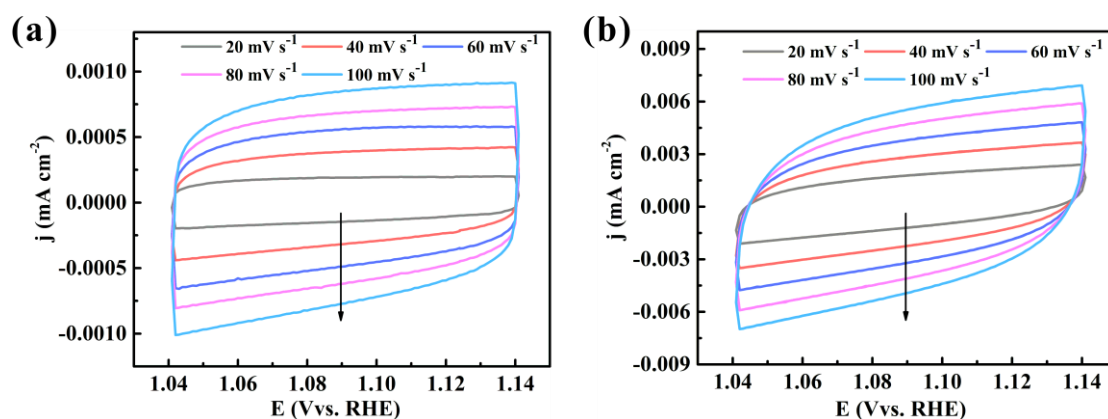 (a)
20 mV s⁻¹ 40 mV s⁻¹ 60 mV s⁻¹
80 mV s⁻¹ 100 mV s⁻¹
j (mA cm⁻²)
0.0010
0.0005
0.0000
-0.0005
-0.0010
1.04 1.06 1.08 1.10 1.12 1.14
E (Vvs. RHE)
(b)
20 mV s⁻¹ 40 mV s⁻¹ 60 mV s⁻¹
80 mV s⁻¹ 100 mV s⁻¹
j (mA cm⁻²)
0.009
0.006
0.003
0.000
-0.003
-0.006
-0.009
1.04 1.06 1.08 1.10 1.12 1.14
E (Vvs. RHE)